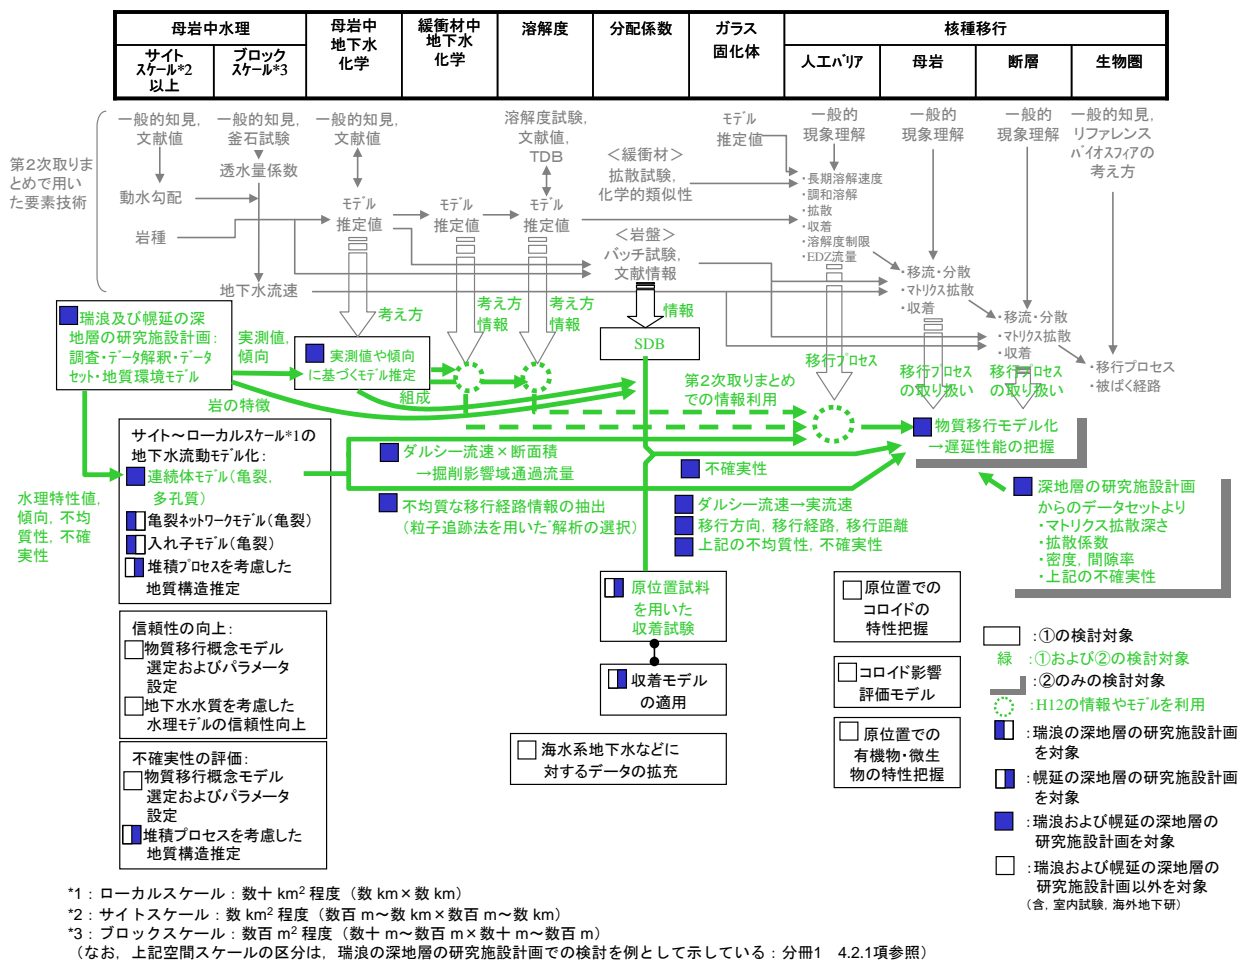 母岩中水理
母岩中
地下水
化学
緩衝材中
地下水
化学
溶解度
分配係数
ガラス
固化体
核種移行
サイト
スケール*2
以上
ブロック
スケール*3
人工バリア
母岩
断層
生物圏
第2次取りま
とめで用い
た要素技術
一般的知見,
文献値
一般的知見,
釜石試験
透水量係数
動水勾配
岩種
地下水流速
一般的知見,
文献値
モデル
推定値
モデル
推定値
溶解度試験,
文献値,
TDB
モデル
推定値
<緩衝材>
拡散試験,
化学的類似性
<岩盤>
バッチ試験,
文献情報
モデル
推定値
一般的
現象理解
・長期溶解速度
・調和溶解
・拡散
・収着
・溶解度制限
・EDZ流量
一般的
現象理解
・移流・分散
・マトリクス拡散
・収着
一般的
現象理解
・移流・分散
・マトリクス拡散
・収着
一般的知見,
リファレンス
バイオスフィアの
考え方
・移行プロセス
・被ばく経路
瑞浪及び幌延の深
地層の研究施設計画:
調査・データ解釈・データ
セット・地質環境モデル
実測値,
傾向
考え方
実測値や傾向
に基づくモデル推定
考え方
情報
考え方
情報
情報
SDB
組成
岩の特徴
第2次取りまとめ
での情報利用
移行プロセス
移行プロセス
の取り扱い
移行プロセス
の取り扱い
物質移行モデル化
→遅延性能の把握
水理特性値,
傾向, 不均
質性, 不確
実性
サイト～ローカルスケール*1の
地下水流動モデル化:
連続体モデル(亀裂,
多孔質)
亀裂ネットワークモデル(亀裂)
入れ子モデル(亀裂)
堆積プロセスを考慮した
地質構造推定
ダルシー流速×断面積
→掘削影響域通過流量
不均質な移行経路情報の抽出
(粒子追跡法を用いた解析の選択)
不確実性
ダルシー流速→実流速
移行方向, 移行経路, 移行距離
上記の不均質性, 不確実性
深地層の研究施設計画
からのデータセットより
・マトリクス拡散深さ
・拡散係数
・密度, 間隙率
・上記の不確実性
信頼性の向上:
物質移行概念モデル
選定およびパラメータ
設定
地下水水質を考慮した
水理モデルの信頼性向上
不確実性の評価:
物質移行概念モデル
選定およびパラメータ
設定
堆積プロセスを考慮した
地質構造推定
原位置試料
を用いた
収着試験
収着モデル
の適用
海水系地下水などに
対するデータの拡充
原位置での
コロイドの
特性把握
コロイド影響
評価モデル
原位置での
有機物・微生
物の特性把握
:①の検討対象
緑 :①および②の検討対象
:②のみの検討対象
:H12の情報やモデルを利用
:瑞浪の深地層の研究施設計画
を対象
:幌延の深地層の研究施設計画
を対象
:瑞浪および幌延の深地層の
研究施設計画を対象
:瑞浪および幌延の深地層の
研究施設計画以外を対象
(含, 室内試験, 海外地下研)
*1:ローカルスケール:数十 km2 程度(数 km×数 km)
*2:サイトスケール:数 km2 程度(数百 m～数 km×数百 m～数 km)
*3:ブロックスケール:数百 m2 程度(数十 m～数百 m×数十 m～数百 m)
(なお, 上記空間スケールの区分は, 瑞浪の深地層の研究施設計画での検討を例として示している:分冊1 4.2.1項参照)